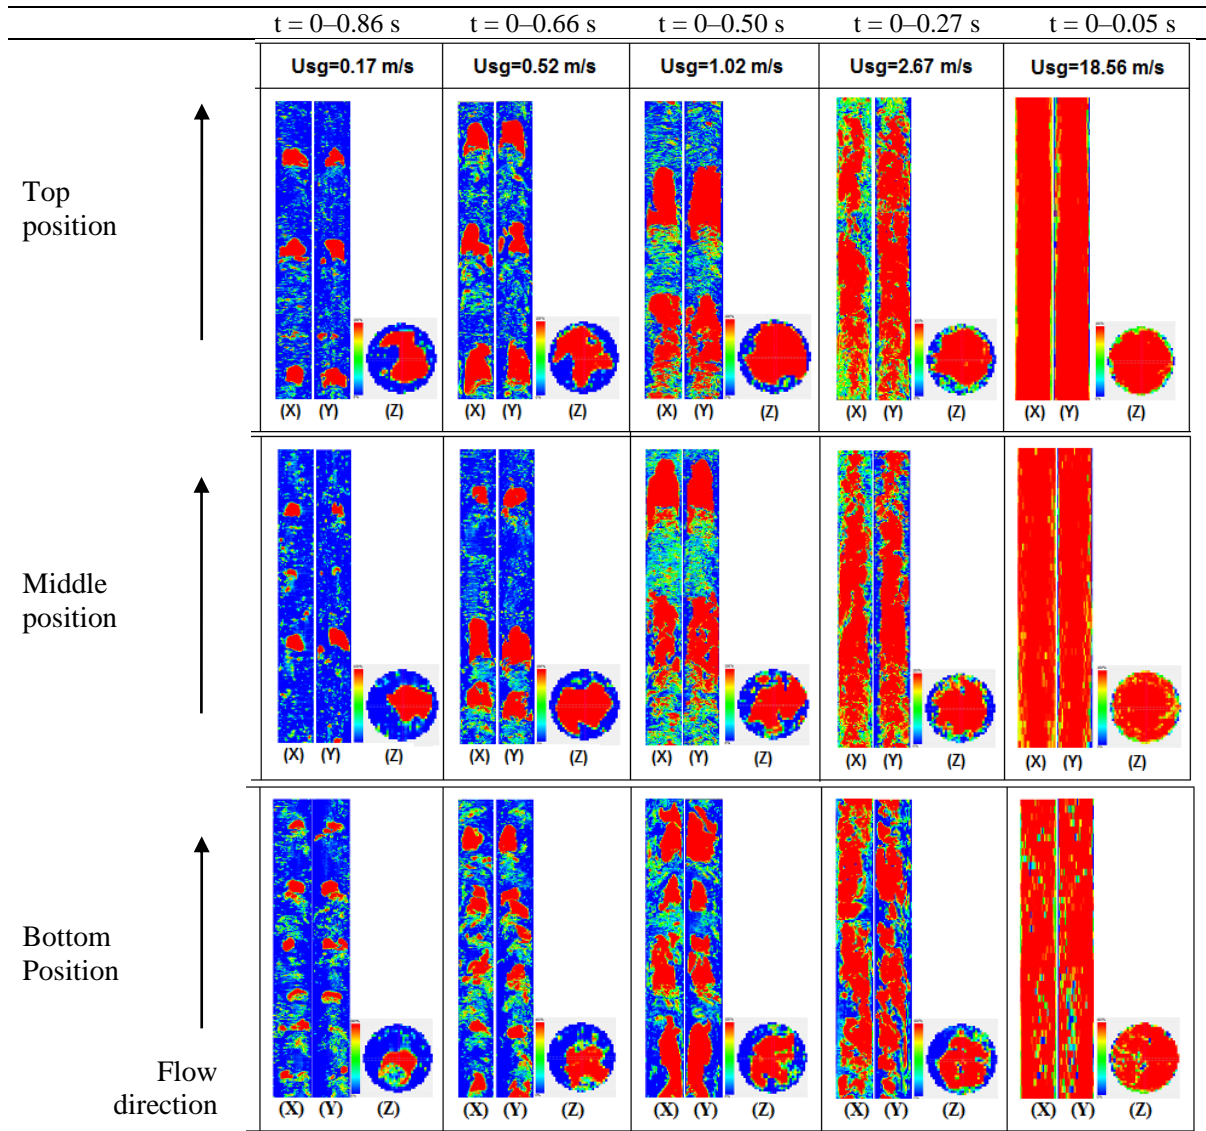 t = 0–0.86 s t = 0–0.66 s t = 0–0.50 s t = 0–0.27 s t = 0–0.05 s
Usg=0.17 m/s Usg=0.52 m/s Usg=1.02 m/s Usg=2.67 m/s Usg=18.56 m/s
Top
position
(X) (Y) (Z) (X) (Y) (Z) (X) (Y) (Z) (X) (Y) (Z) (X) (Y) (Z)
Middle
position
(X) (Y) (Z) (X) (Y) (Z) (X) (Y) (Z) (X) (Y) (Z) (X) (Y) (Z)
Bottom
Position
Flow
direction
(X) (Y) (Z) (X) (Y) (Z) (X) (Y) (Z) (X) (Y) (Z) (X) (Y) (Z)